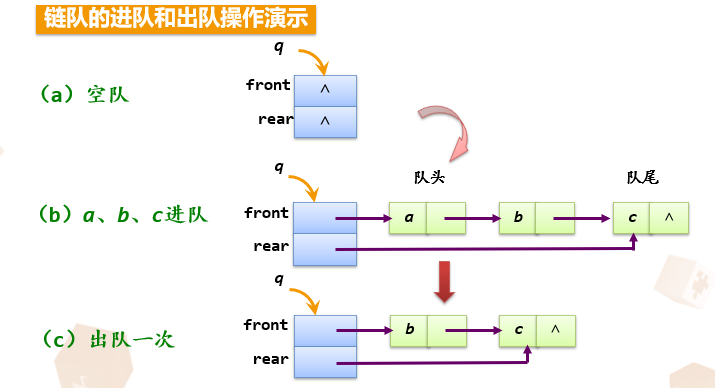 链队的进队和出队操作演示
q
front ∧
(a) 空队
rear ∧
q
队头 队尾
front a b c ∧
(b) a、b、c进队
rear
q
front b c ∧
(c) 出队一次
rear